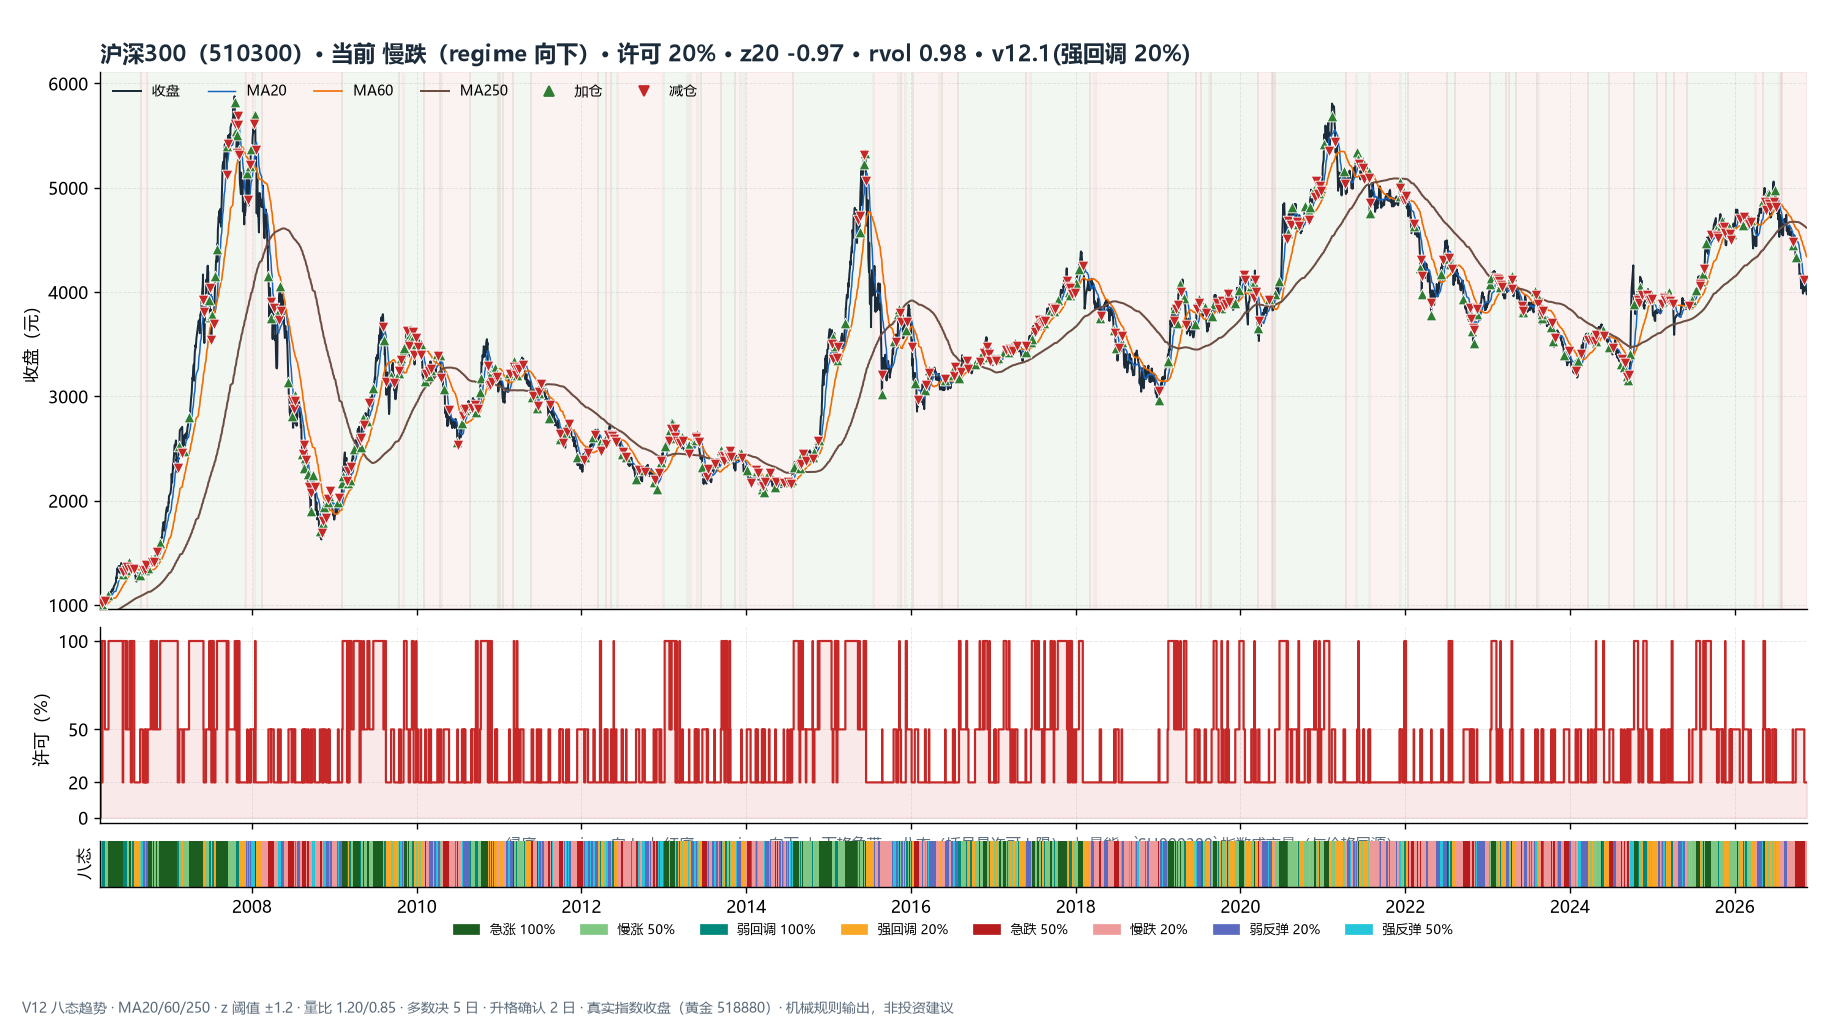 沪深300（510300）• 当前 慢跌（regime 向下）• 许可 20% • z20 -0.97 • rvol 0.98 • v12.1(强回调 20%)
收盘 MA20 MA60 MA250 加仓 减仓
收盘（元）
6000
5000
4000
3000
2000
1000
许可（%）
100
50
20
0
八态
2008 2010 2012 2014 2016 2018 2020 2022 2024 2026
急涨 100% 慢涨 50% 弱回调 100% 强回调 20% 急跌 50% 慢跌 20% 弱反弹 20% 强反弹 50%
V12 八态趋势 · MA20/60/250 · z 阈值 ±1.2 · 量比 1.20/0.85 · 多数决 5 日 · 升格确认 2 日 · 真实指数收盘（黄金 518880）· 机械规则输出，非投资建议